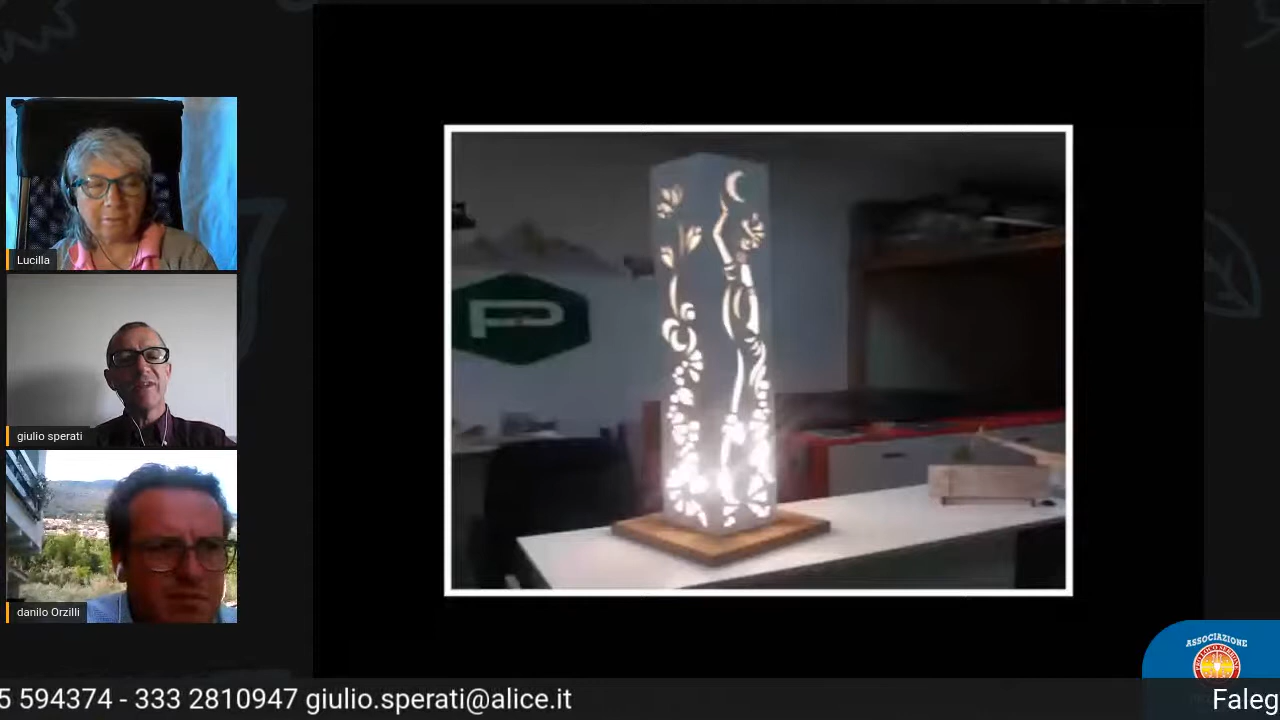 Lucilla
giulio sperati
danilo Orzilli
P
ASSOCIAZIONE
5 594374 - 333 2810947 giulio.sperati@alice.it
Faleg